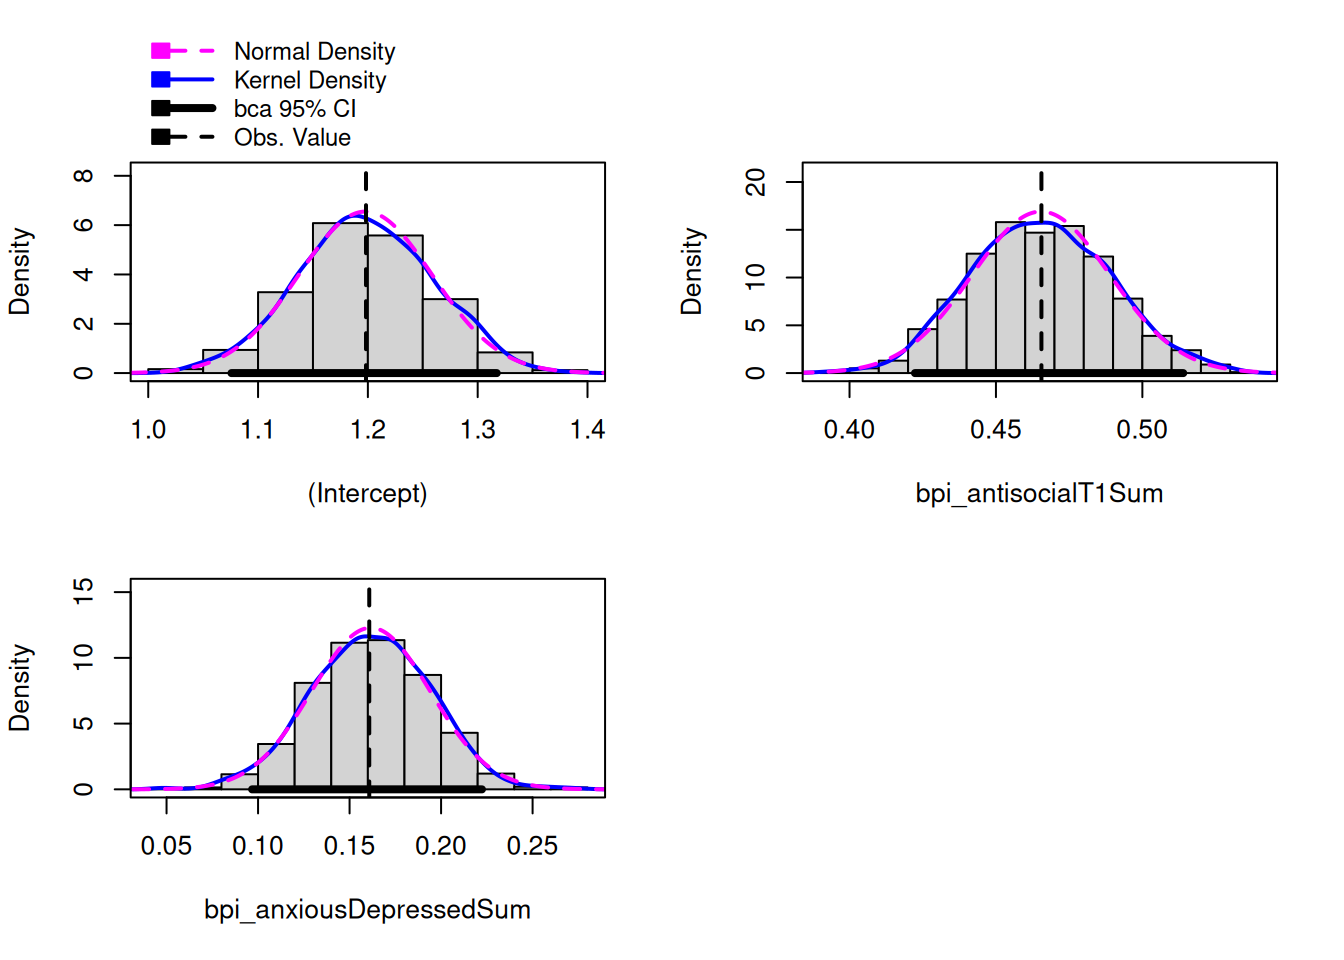 Normal Density
Kernel Density
bca 95% CI
Obs. Value
Density
8
6
4
2
0
1.0 1.1 1.2 1.3 1.4
(Intercept)
Density
20
10
5
0
0.40 0.45 0.50
bpi_antisocialT1Sum
Density
15
10
5
0
0.05 0.10 0.15 0.20 0.25
bpi_anxiousDepressedSum